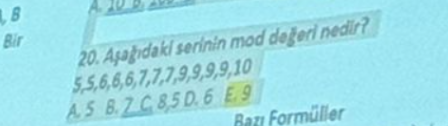 B
Bir
20. Aşağıdaki serinin mod değeri nedir?
5,5,6,6,6,7,7,7,9,9,9,9,10
A. 5 B. 7 C. 8,5 D. 6 E. 9
Bazı Formüller